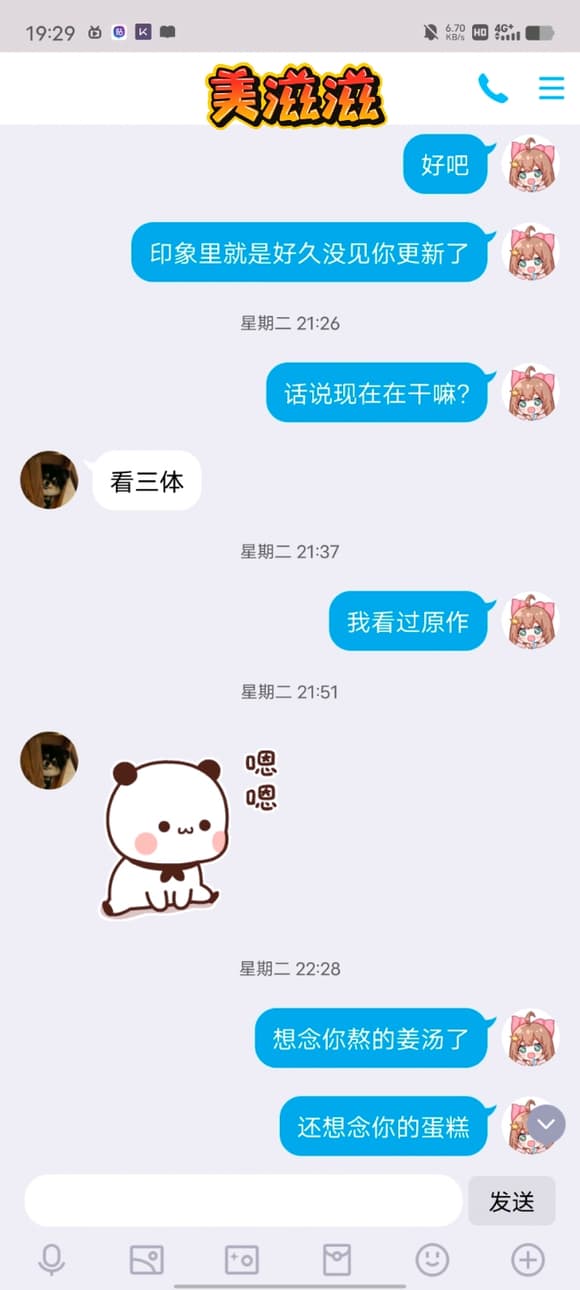 19:29
6.70
KB/s
HD
4G+
美滋滋
好吧
印象里就是好久没见你更新了
星期二 21:26
话说现在在干嘛?
看三体
星期二 21:37
我看过原作
星期二 21:51
嗯
嗯
星期二 22:28
想念你熬的姜汤了
还想念你的蛋糕
发送